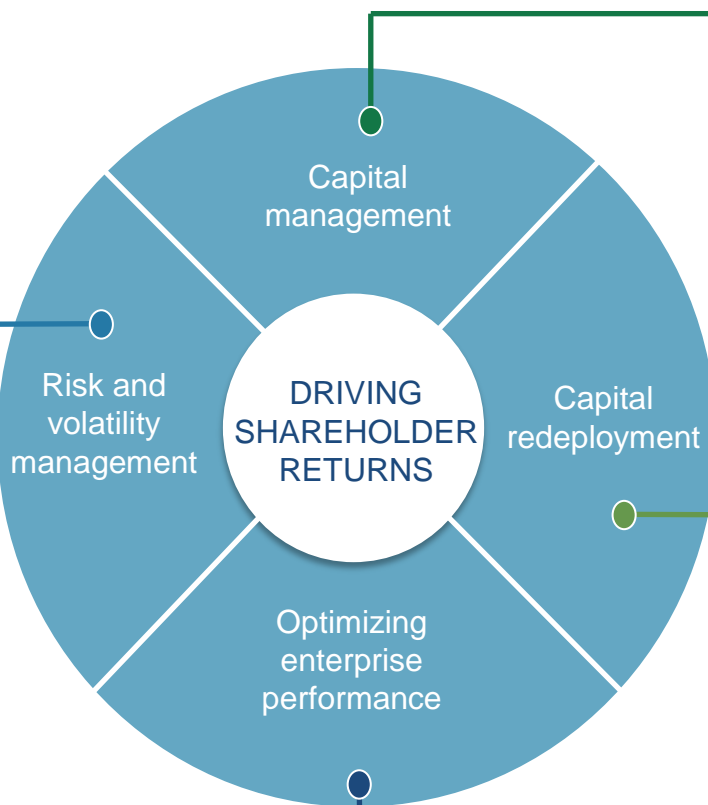 Capital
management
Risk and
volatility
management
DRIVING
SHAREHOLDER
RETURNS
Capital
redeployment
Optimizing
enterprise
performance